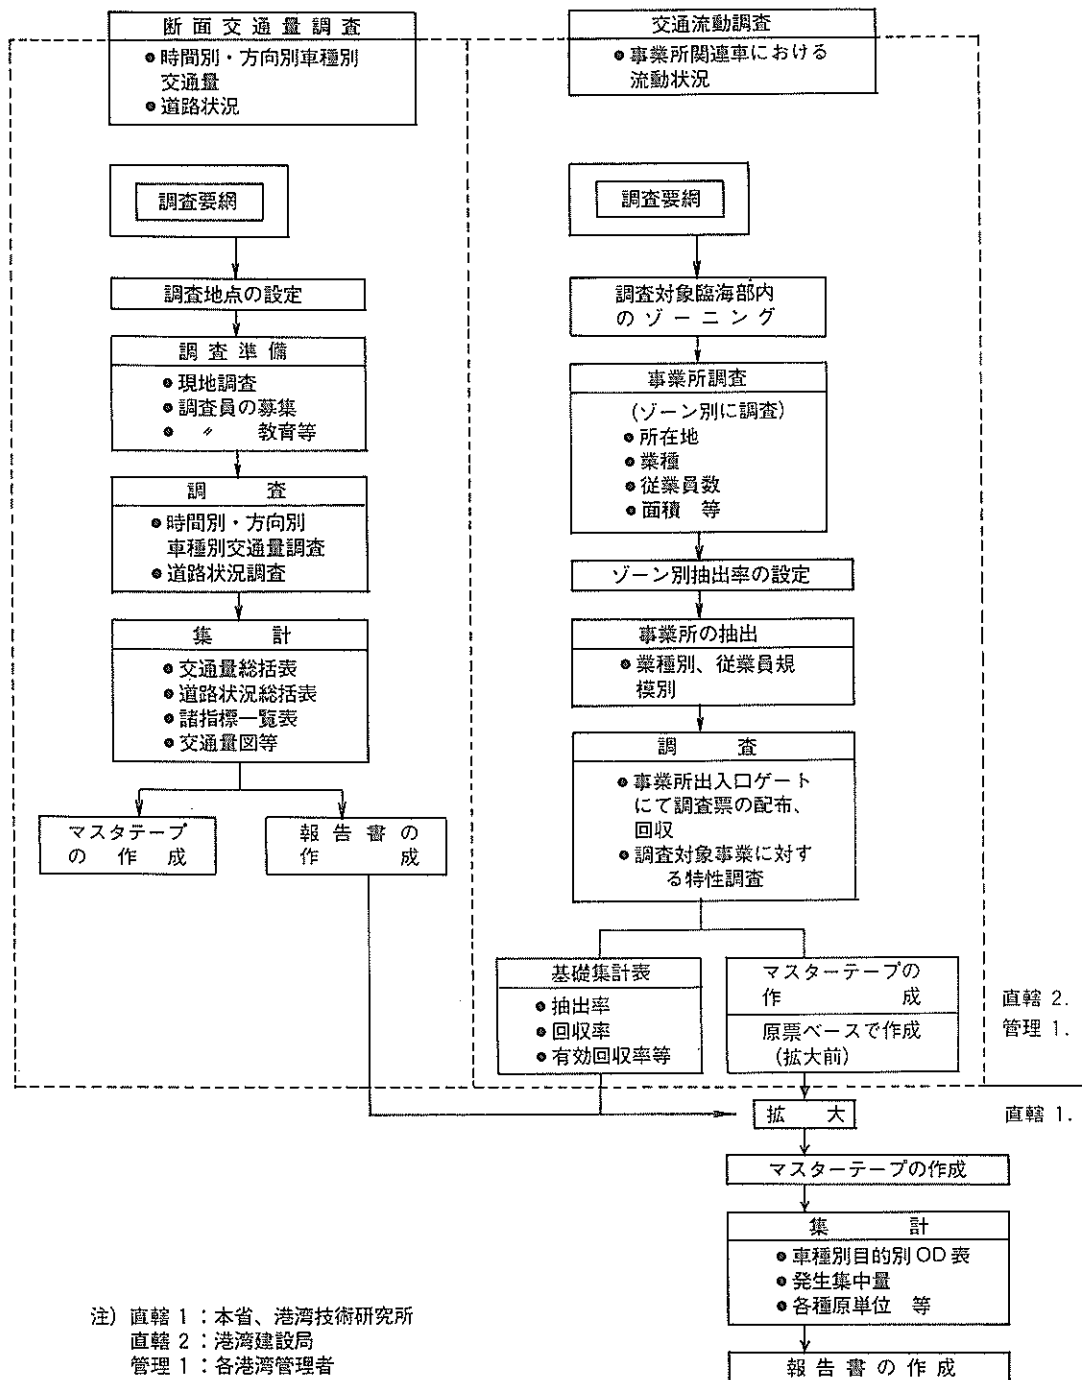 断面交通量調査
●時間別・方向別車種別
交通量
●道路状況
調査要網
調査地点の設定
調査準備
●現地調査
●調査員の募集
●〃 教育等
調 査
●時間別・方向別
車種別交通量調査
●道路状況調査
集 計
●交通量総括表
●道路状況総括表
●諸指標一覧表
●交通量図等
マスタテープ
の作成
報告書の
作 成
交通流動調査
●事業所関連車における
流動状況
調査要網
調査対象臨海部内
のゾーニング
事業所調査
(ゾーン別に調査)
●所在地
●業種
●従業員数
●面積 等
ゾーン別抽出率の設定
事業所の抽出
●業種別、従業員規
模別
調 査
●事業所出入口ゲート
にて調査票の配布、
回収
●調査対象事業に対す
る特性調査
基礎集計表
●抽出率
●回収率
●有効回収率等
マスターテープの
作 成
原票ベースで作成
(拡大前)
直轄 2.
管理 1.
拡 大
直轄 1.
マスターテープの作成
集 計
●車種別目的別OD表
●発生集中量
●各種原単位 等
報告書の作成
注) 直轄 1:本省、港湾技術研究所
直轄 2:港湾建設局
管理 1:各港湾管理者